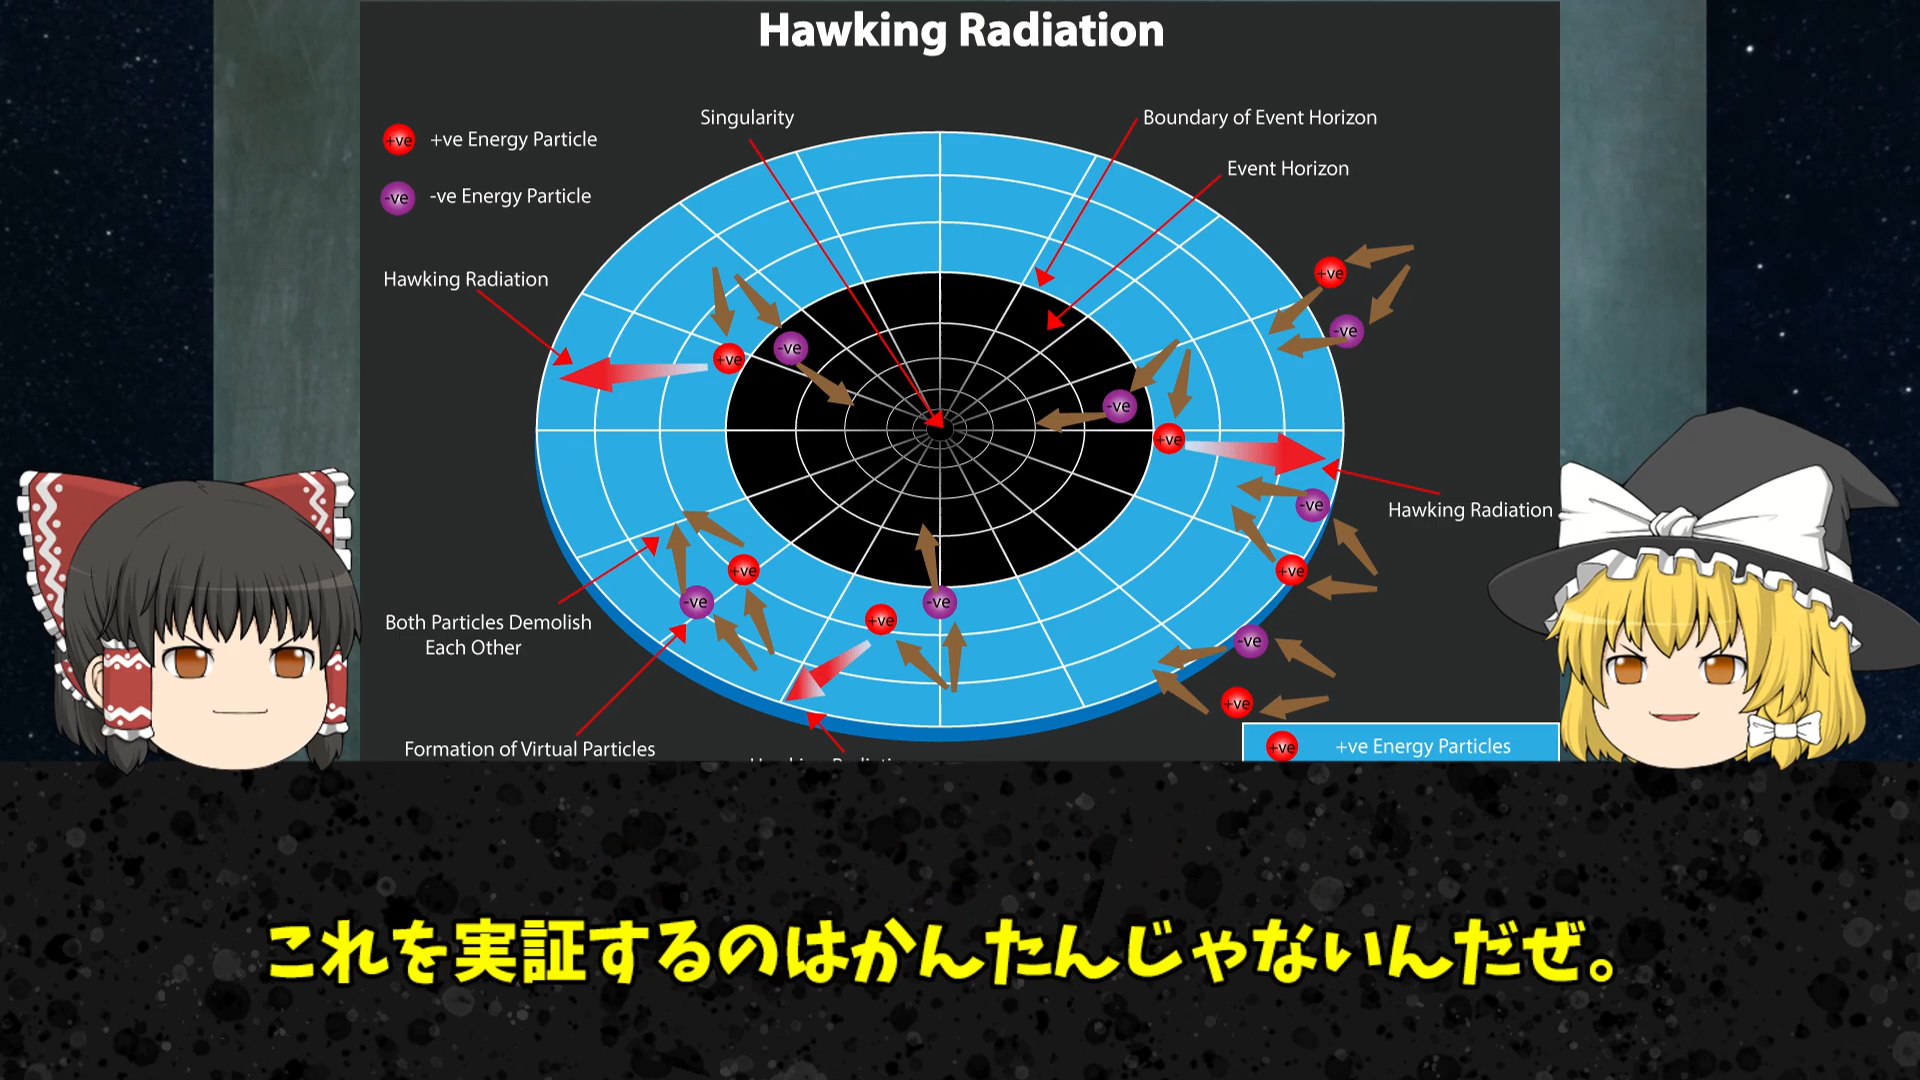 Hawking Radiation
Singularity
Boundary of Event Horizon
+ve
+ve Energy Particle
Event Horizon
-ve
-ve Energy Particle
Hawking Radiation
+ve
-ve
+ve
-ve
-ve
+ve
-ve
Hawking Radiation
+ve
+ve
-ve
-ve
+ve
Both Particles Demolish
Each Other
-ve
+ve
Formation of Virtual Particles
+ve
+ve Energy Particles
これを実証するのはかんたんじゃないんだぜ。